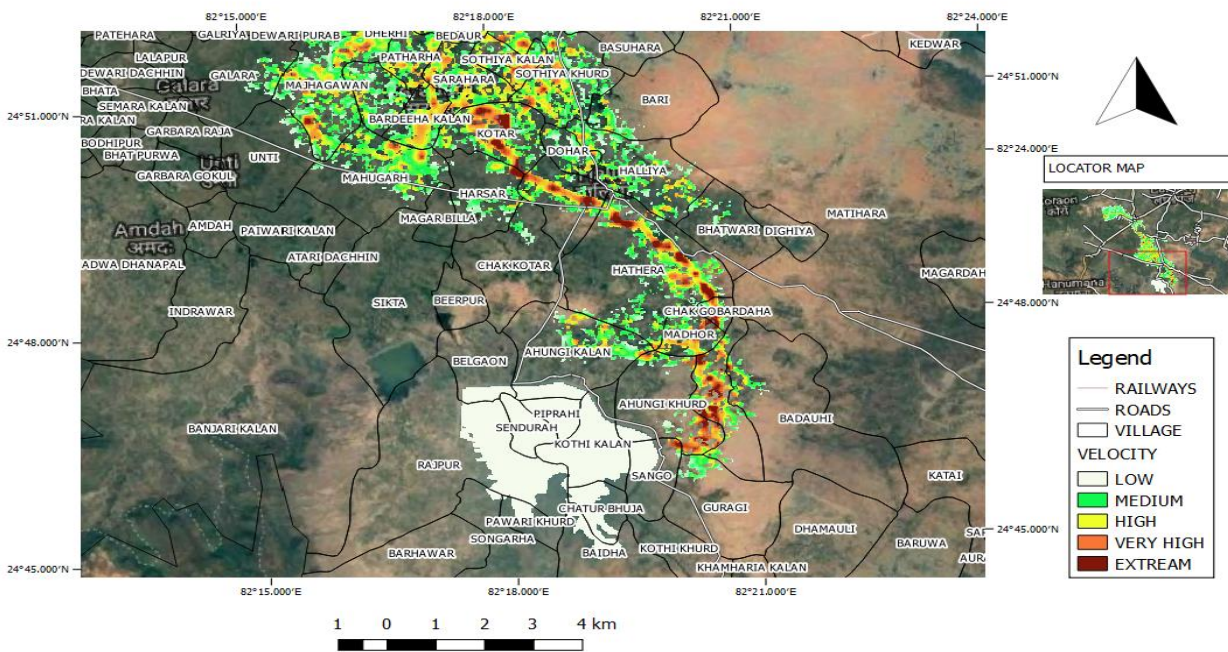 82°15.000'E 82°18.000'E 82°21.000'E 82°24.000'E
PATEHARA GALRIYA DEWARI PURAB DHERHI BEDAUR BASUHARA KEDWAR
LALAPUR PATHARHA SOTHIYA KALAN
DEWARI DACHHIN GALARA SARAHARA SOTHIYA KHURD 24°51.000'N
BHATA Galara MAJHAGAWAN BARI
SEMARA KALAN
24°51.000'N RA KALAN GARBARA RAJA BARDEEHA KALAN KOTAR
BODHIPUR
BHAT PURWA Unti UNTI DOHAR 82°24.000'E
GARBARA GOKUL MAHUGARH HALLIYA
HARSAR
AMDAH MAGAR BILLA MATIHARA
Amdah PAIWARI KALAN BHATWARI DIGHIYA
अमदह
ADWA DHANAPAL ATARI DACHHIN CHAK KOTAR HATHERA MAGARDAH
SIKTA BEERPUR 24°48.000'N
INDRAWAR CHAK GOBARDAHA
MADHOR
24°48.000'N AHUNGI KALAN
BELGAON
AHUNGI KHURD BADAUHI
PIPRAHI
BANJARI KALAN SENDURAH
KOTHI KALAN
RAJPUR SANGO KATAI
CHATUR BHUJA GURAGI
PAWARI KHURD DHAMAULI 24°45.000'N
SONGARHA BARUWA
BARHAWAR BAIDHA KOTHI KHURD
24°45.000'N KHAMHARIA KALAN
82°15.000'E 82°18.000'E 82°21.000'E
1 0 1 2 3 4 km
LOCATOR MAP
Hanumana
Legend
RAILWAYS
ROADS
VILLAGE
VELOCITY
LOW
MEDIUM
HIGH
VERY HIGH
EXTREAM